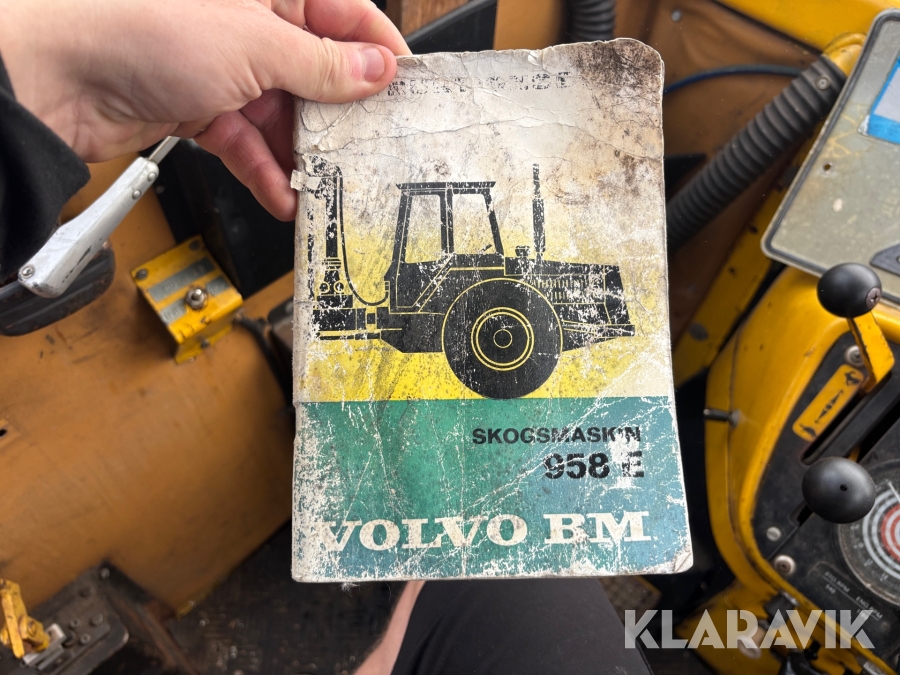 SKOGSMASKIN
958 E
VOLVO BM
KLARAVIK